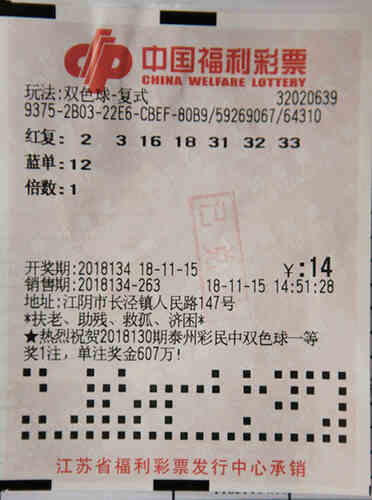 中国福利彩票
CHINA WELFARE LOTTERY
玩法:双色球-复式 32020639
9375-2B03-22E6-CBEF-80B9/59269067/64310
红复: 2 3 16 18 31 32 33
蓝单:12
倍数:1
开奖期:2018134 18-11-15 ￥:14
销售期:2018134-263 18-11-15 14:51:28
地址:江阴市长泾镇人民路147号
*扶老、助残、救孤、济困*
★热烈祝贺2018130期泰州彩民中双色球一等
奖1注，单注奖金607万!
江苏省福利彩票发行中心承销